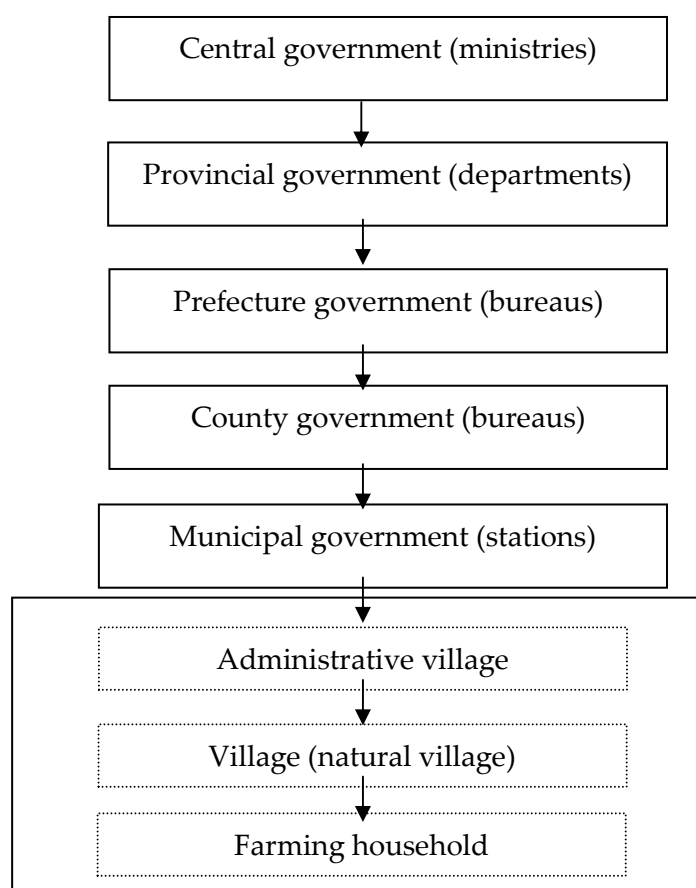 Central government (ministries)
Provincial government (departments)
Prefecture government (bureaus)
County government (bureaus)
Municipal government (stations)
Administrative village
Village (natural village)
Farming household